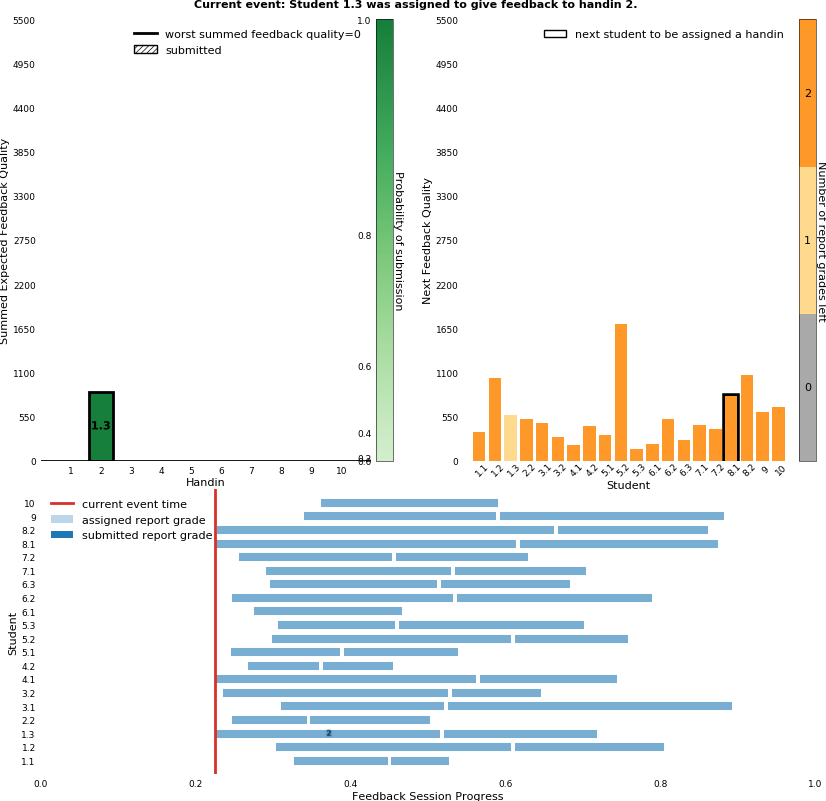 Current event: Student 1.3 was assigned to give feedback to handin 2.
5500
4950
4400
3850
3300
2750
2200
1650
1100
550
0
Summed Expected Feedback Quality
worst summed feedback quality=0
submitted
1.3
1 2 3 4 5 6 7 8 9 10
Handin
1.0
0.8
0.6
0.4
0.2
0.0
Probability of submission
5500
4950
4400
3850
3300
2750
2200
1650
1100
550
0
Next Feedback Quality
next student to be assigned a handin
1.1 1.2 1.3 2.2 3.1 3.2 4.1 4.2 5.1 5.2 5.3 6.1 6.2 6.3 7.1 7.2 8.1 8.2 9 10
Student
2
1
0
Number of report grades left
current event time
assigned report grade
submitted report grade
10
9
8.2
8.1
7.2
7.1
6.3
6.2
6.1
5.3
5.2
5.1
4.2
4.1
3.2
3.1
2.2
1.3
1.2
1.1
Student
2
0.0 0.2 0.4 0.6 0.8 1.0
Feedback Session Progress